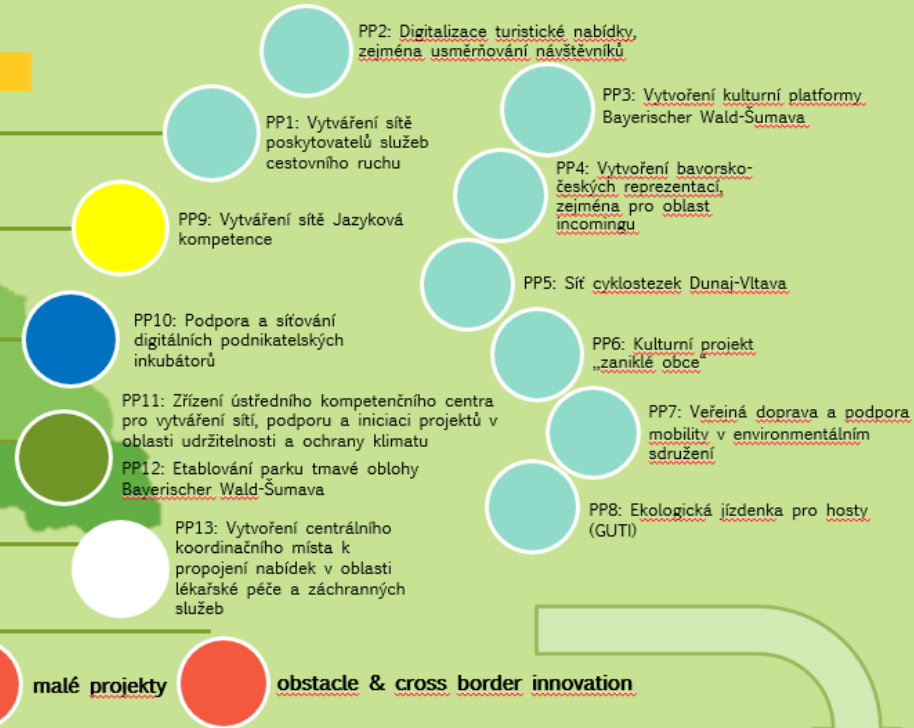 PP2: Digitalizace turistické nabídky,
zejména usměrňování návštěvníků
PP3: Vytvoření kulturní platformy
Bayerischer Wald-Šumava
PP1: Vytváření sítě
poskytovatelů služeb
cestovního ruchu
PP4: Vytvoření bavorsko-
českých reprezentací,
zejména pro oblast
incomingu
PP9: Vytváření sítě Jazyková
kompetence
PP5: Síť cyklostezek Dunaj-Vltava
PP10: Podpora a síťování
digitálních podnikatelských
inkubátorů
PP6: Kulturní projekt
„zaniklé obce“
PP11: Zřízení ústředního kompetenčního centra
pro vytváření sítí, podporu a iniciaci projektů v
oblasti udržitelnosti a ochrany klimatu
PP7: Veřejná doprava a podpora
mobility v environmentálním
sdružení
PP12: Etablování parku tmavé oblohy
Bayerischer Wald-Šumava
PP8: Ekologická jízdenka pro hosty
(GUTI)
PP13: Vytvoření centrálního
koordinačního místa k
propojení nabídek v oblasti
lékařské péče a záchranných
služeb
malé projekty
obstacle & cross border innovation